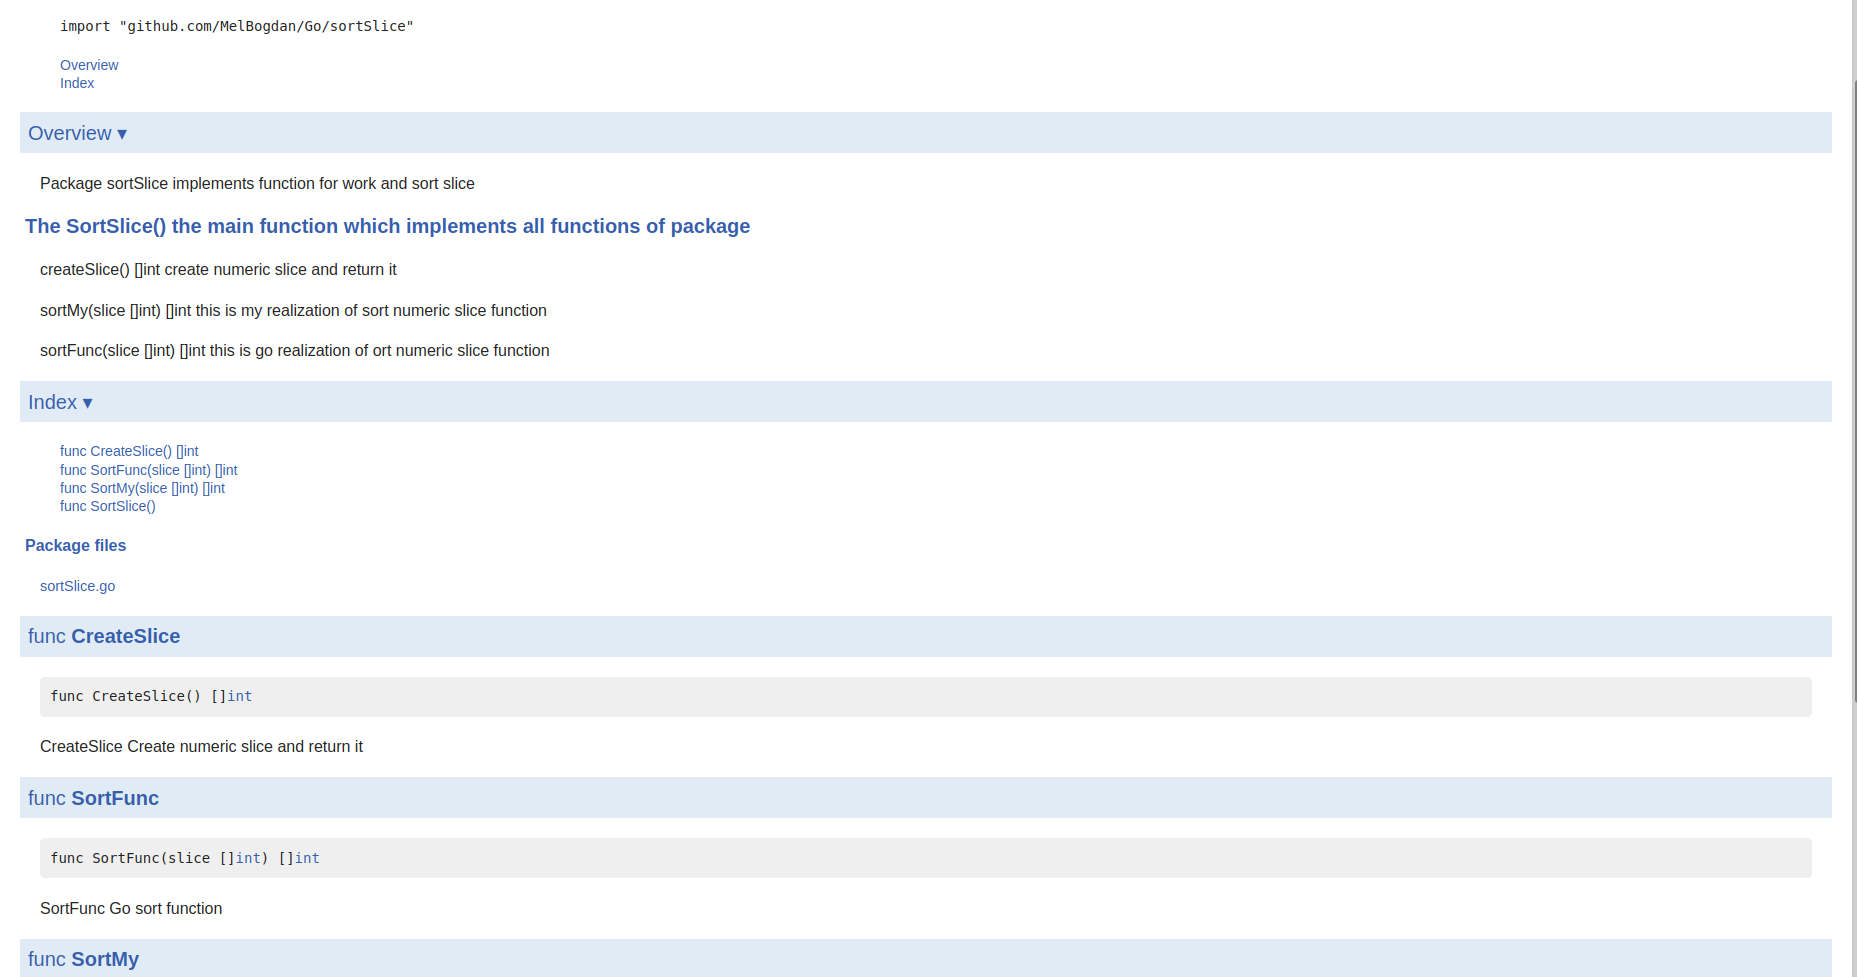 import "github.com/MelBogdan/Go/sortSlice"
Overview
Index
Overview ▾
Package sortSlice implements function for work and sort slice
The SortSlice() the main function which implements all functions of package
createSlice() []int create numeric slice and return it
sortMy(slice []int) []int this is my realization of sort numeric slice function
sortFunc(slice []int) []int this is go realization of ort numeric slice function
Index ▾
func CreateSlice() []int
func SortFunc(slice []int) []int
func SortMy(slice []int) []int
func SortSlice()
Package files
sortSlice.go
func CreateSlice
func CreateSlice() []int
CreateSlice Create numeric slice and return it
func SortFunc
func SortFunc(slice []int) []int
SortFunc Go sort function
func SortMy